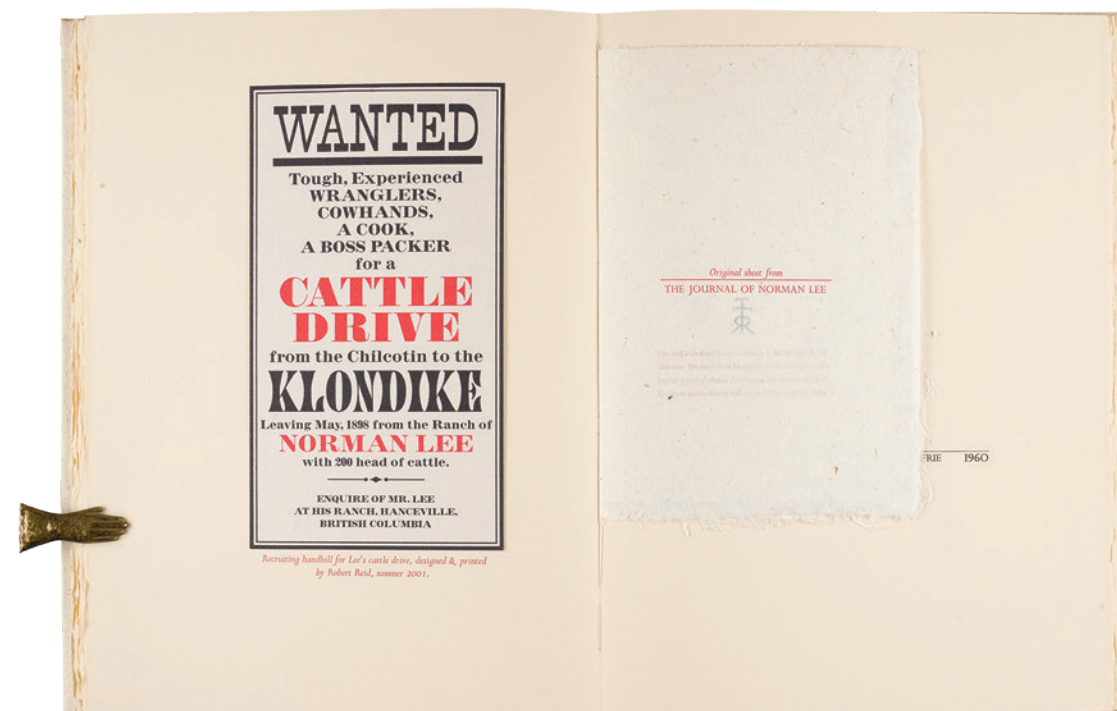 WANTED
Tough, Experienced
WRANGLERS,
COWHANDS,
A COOK,
A BOSS PACKER
for a
CATTLE
DRIVE
from the Chilcotin to the
KLONDIKE
Leaving May, 1898 from the Ranch of
NORMAN LEE
with 200 head of cattle.
ENQUIRE OF MR. LEE
AT HIS RANCH, HANCEVILLE,
BRITISH COLUMBIA
Recruiting handbill for Lee's cattle drive, designed & printed
by Robert Reid, summer 2001.
Original sheet from
THE JOURNAL OF NORMAN LEE
1960